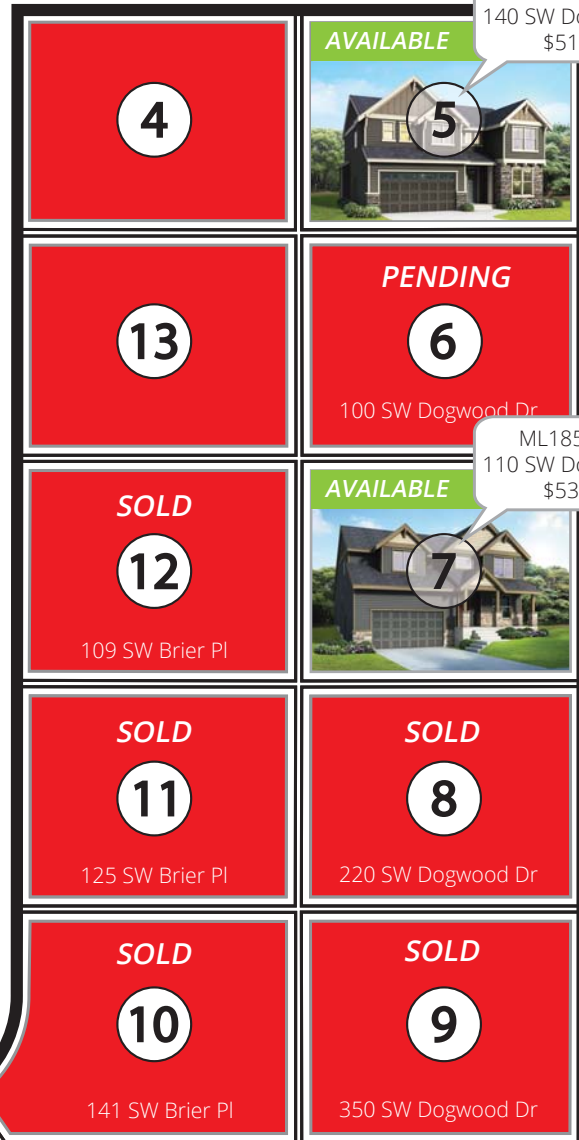 4
140 SW Do
$51
AVAILABLE
5
13
PENDING
6
100 SW Dogwood Dr
ML185
110 SW Do
$53
AVAILABLE
7
SOLD
12
109 SW Brier Pl
SOLD
11
125 SW Brier Pl
SOLD
8
220 SW Dogwood Dr
SOLD
10
141 SW Brier Pl
SOLD
9
350 SW Dogwood Dr